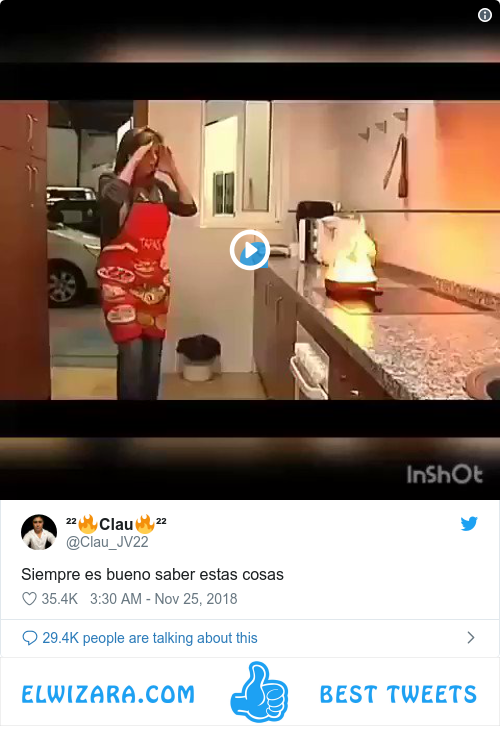 TAPAS
InShOt
²²🔥Clau🔥²²
@Clau_JV22
Siempre es bueno saber estas cosas
35.4K 3:30 AM - Nov 25, 2018
29.4K people are talking about this
ELWIZARA.COM BEST TWEETS